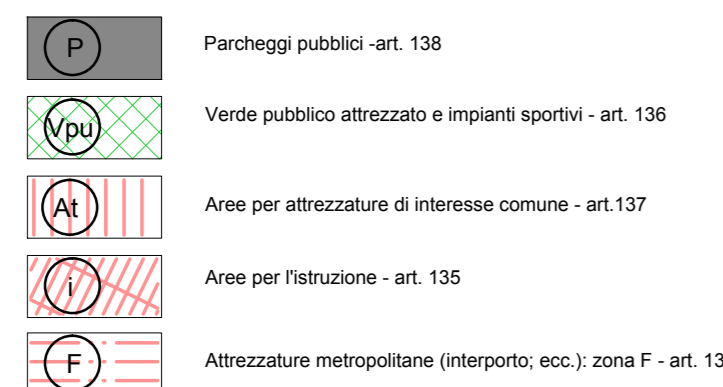 P Parcheggi pubblici -art. 138
Vpu Verde pubblico attrezzato e impianti sportivi - art. 136
At Aree per attrezzature di interesse comune - art.137
i Aree per l'istruzione - art. 135
F Attrezzature metropolitane (interporto; ecc.): zona F - art.